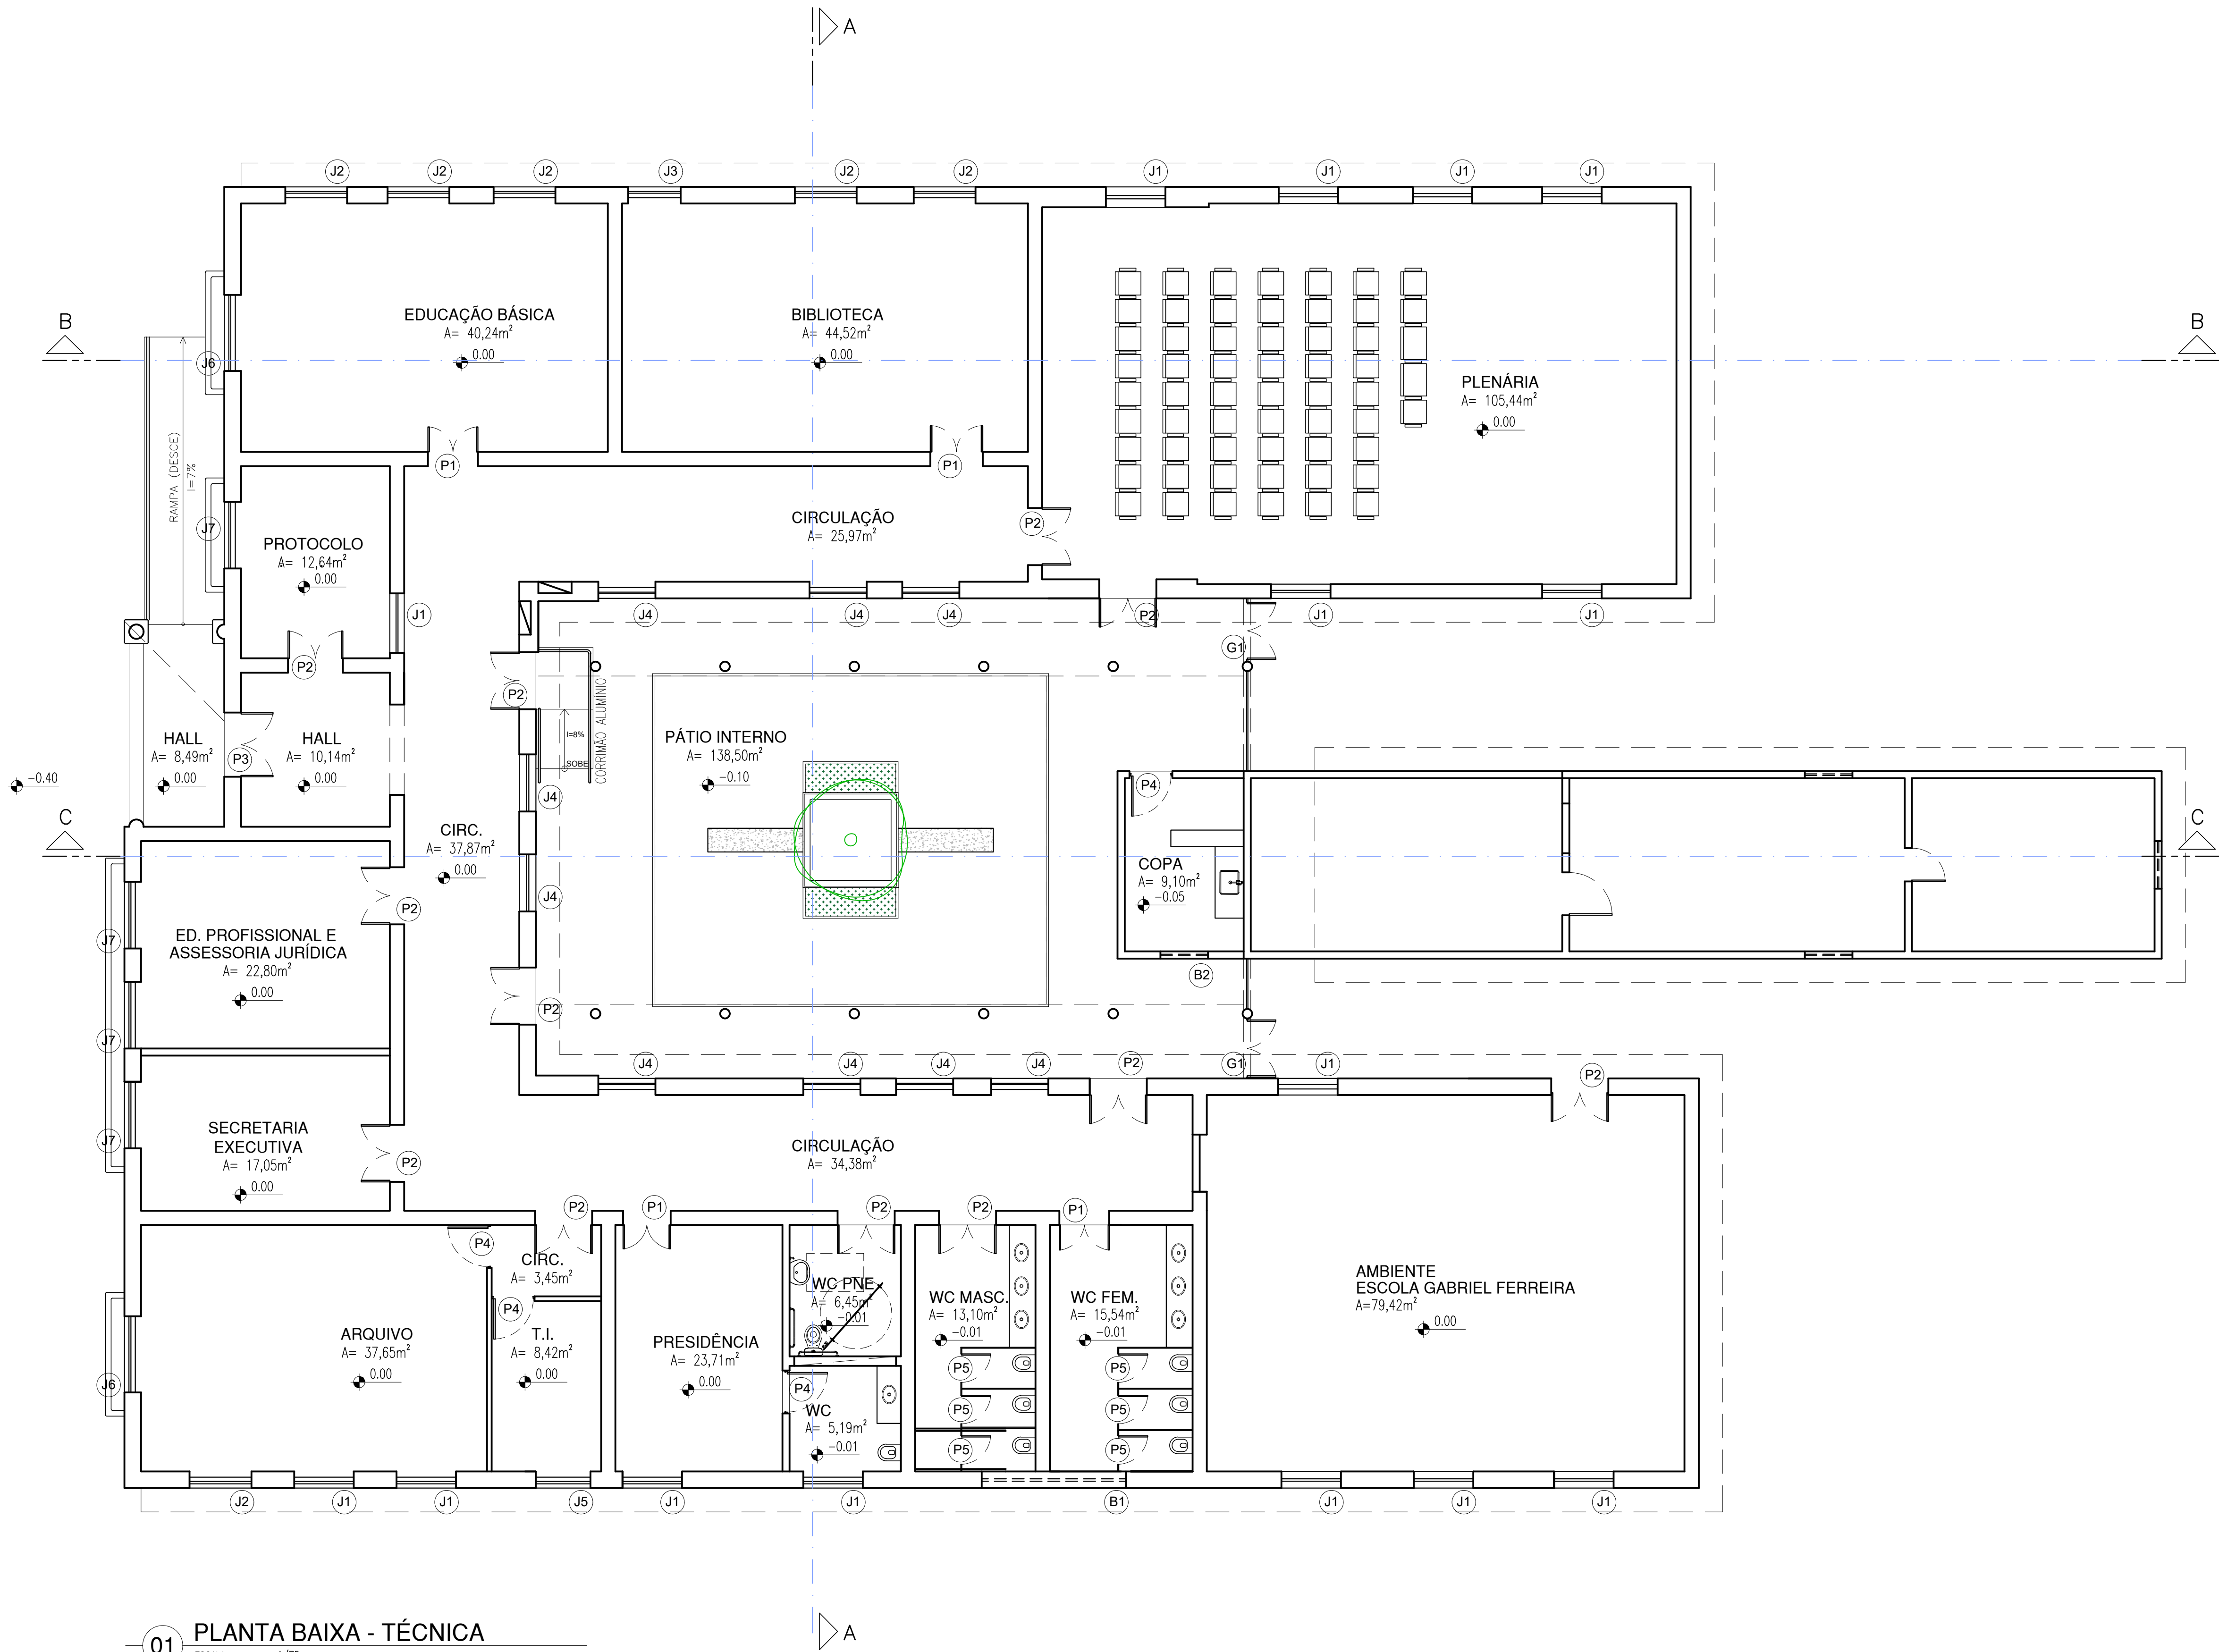 A
J2
J2
J2
J3
J2
J2
J1
J1
J1
J1
B
B
EDUCAÇÃO BÁSICA
A= 40,24m²
0.00
BIBLIOTECA
A= 44,52m²
0.00
PLENÁRIA
A= 105,44m²
0.00
J6
RAMPA (DESCE)
I=7%
P1
P1
J7
PROTOCOLO
A= 12,64m²
0.00
CIRCULAÇÃO
A= 25,97m²
P2
J1
J4
J4
J4
P2
J1
J1
P2
G1
P2
CORRIMÃO ALUMÍNIO
I=8%
SOBE
HALL
A= 8,49m²
0.00
P3
HALL
A= 10,14m²
0.00
-0.40
PÁTIO INTERNO
A= 138,50m²
-0.10
P4
J4
C
C
CIRC.
A= 37,87m²
0.00
COPA
A= 9,10m²
-0.05
J4
P2
J7
ED. PROFISSIONAL E
ASSESSORIA JURÍDICA
A= 22,80m²
0.00
B2
P2
J7
J4
J4
J4
J4
P2
G1
J1
P2
SECRETARIA
EXECUTIVA
A= 17,05m²
0.00
J7
P2
CIRCULAÇÃO
A= 34,38m²
P2
P1
P2
P2
P1
P4
CIRC.
A= 3,45m²
P4
WC PNE
A= 6,45m²
-0.01
WC MASC.
A= 13,10m²
-0.01
WC FEM.
A= 15,54m²
-0.01
AMBIENTE
ESCOLA GABRIEL FERREIRA
A=79,42m²
0.00
ARQUIVO
A= 37,65m²
0.00
T.I.
A= 8,42m²
0.00
PRESIDÊNCIA
A= 23,71m²
0.00
J6
P4
WC
A= 5,19m²
-0.01
P5
P5
P5
P5
P5
P5
J2
J1
J1
J5
J1
J1
B1
J1
J1
J1
A
01
PLANTA BAIXA - TÉCNICA